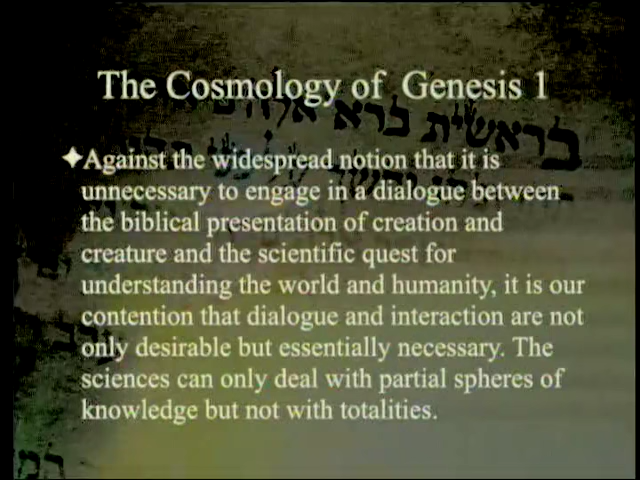 The Cosmology of Genesis 1
בראשית ברא אלהים
✦Against the widespread notion that it is
unnecessary to engage in a dialogue between
the biblical presentation of creation and
creature and the scientific quest for
understanding the world and humanity, it is our
contention that dialogue and interaction are not
only desirable but essentially necessary. The
sciences can only deal with partial spheres of
knowledge but not with totalities.